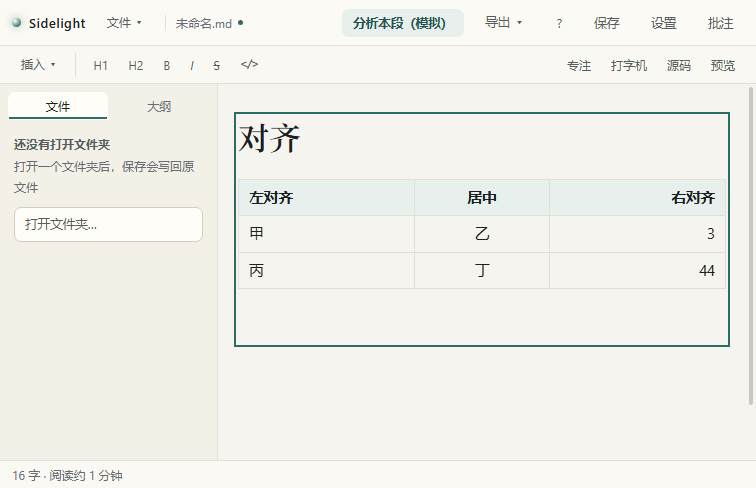 Sidelight 文件 ▾ 未命名.md ● 分析本段（模拟） 导出 ▾ ? 保存 设置 批注
插入 ▾ H1 H2 B I S </> 专注 打字机 源码 预览
文件 大纲
还没有打开文件夹
打开一个文件夹后，保存会写回原
文件
打开文件夹...
对齐
左对齐 居中 右对齐
甲 乙 3
丙 丁 44
16 字 · 阅读约 1 分钟